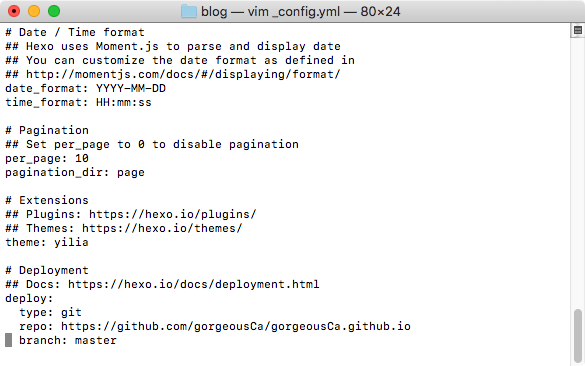 blog — vim _config.yml — 80×24
# Date / Time format
## Hexo uses Moment.js to parse and display date
## You can customize the date format as defined in
## http://momentjs.com/docs/#/displaying/format/
date_format: YYYY-MM-DD
time_format: HH:mm:ss

# Pagination
## Set per_page to 0 to disable pagination
per_page: 10
pagination_dir: page

# Extensions
## Plugins: https://hexo.io/plugins/
## Themes: https://hexo.io/themes/
theme: yilia

# Deployment
## Docs: https://hexo.io/docs/deployment.html
deploy:
  type: git
  repo: https://github.com/gorgeousCa/gorgeousCa.github.io
  branch: master